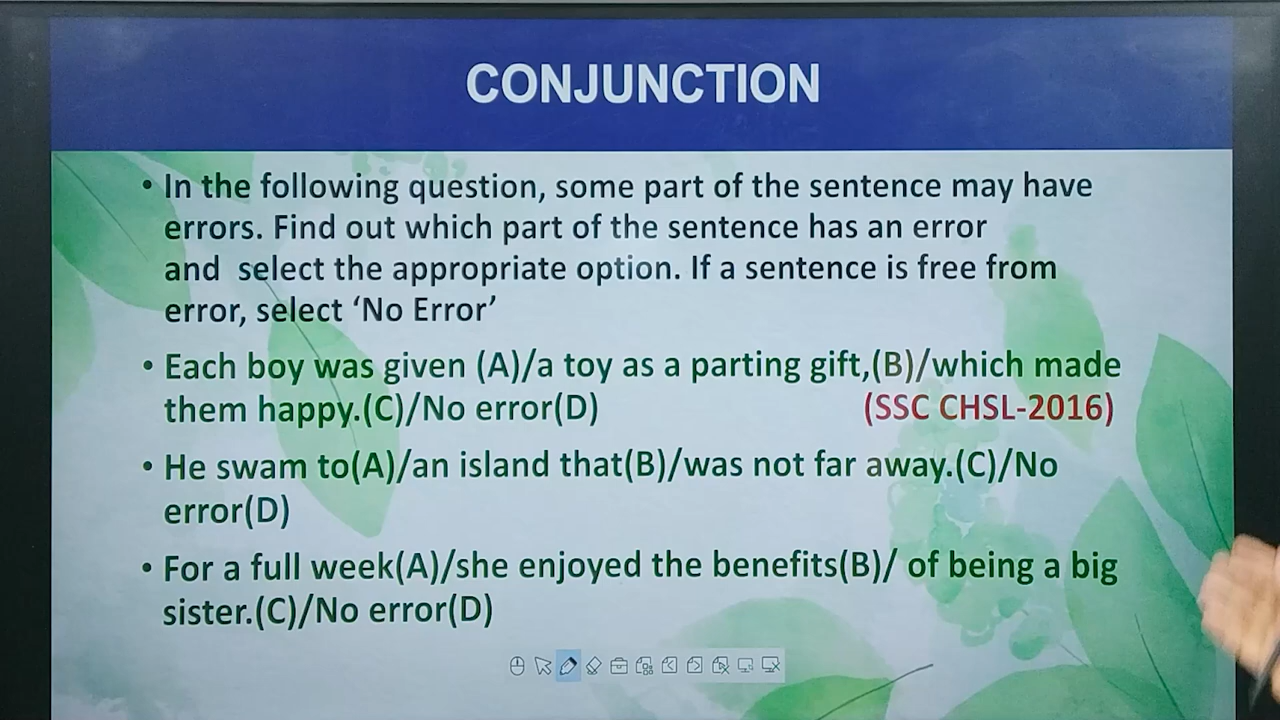 CONJUNCTION
• In the following question, some part of the sentence may have
errors. Find out which part of the sentence has an error
and  select the appropriate option. If a sentence is free from
error, select ‘No Error’
• Each boy was given (A)/a toy as a parting gift,(B)/which made
them happy.(C)/No error(D) (SSC CHSL-2016)
• He swam to(A)/an island that(B)/was not far away.(C)/No
error(D)
• For a full week(A)/she enjoyed the benefits(B)/ of being a big
sister.(C)/No error(D)